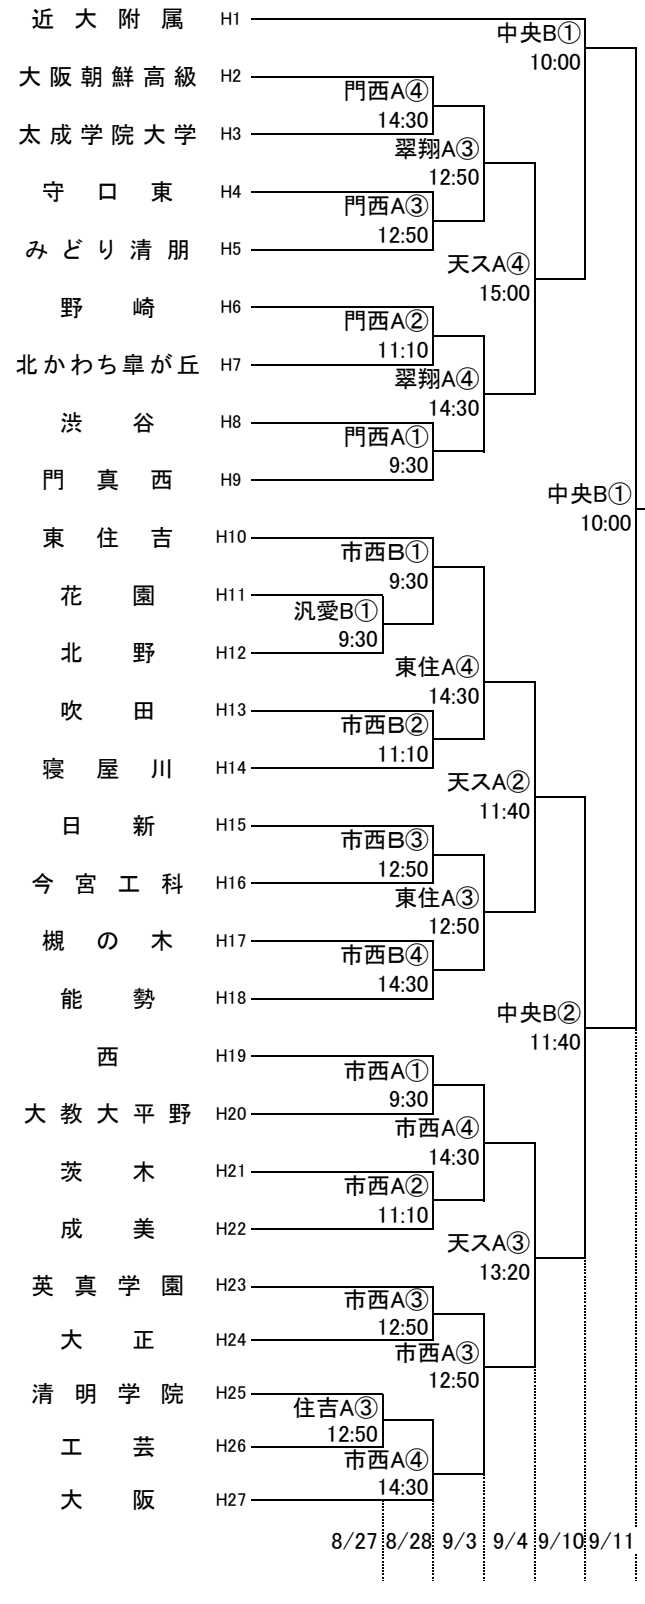 近大附属 H1
中央B①
10:00
大阪朝鮮高級 H2
門西A④
14:30
太成学院大学 H3
翠翔A③
12:50
守口東 H4
門西A③
12:50
みどり清朋 H5
天スA④
15:00
野崎 H6
門西A②
11:10
北かわち皐が丘 H7
翠翔A④
14:30
渋谷 H8
門西A①
9:30
門真西 H9
中央B①
10:00
東住吉 H10
市西B①
9:30
花園 H11
汎愛B①
9:30
北野 H12
東住A④
14:30
吹田 H13
市西B②
11:10
寝屋川 H14
天スA②
11:40
日新 H15
市西B③
12:50
今宮工科 H16
東住A③
12:50
槻の木 H17
市西B④
14:30
能勢 H18
中央B②
11:40
西 H19
市西A①
9:30
大教大平野 H20
市西A④
14:30
茨木 H21
市西A②
11:10
成美 H22
天スA③
13:20
英真学園 H23
市西A③
12:50
大正 H24
市西A③
12:50
清明学院 H25
住吉A③
12:50
工芸 H26
市西A④
14:30
大阪 H27
8/27 8/28 9/3 9/4 9/10 9/11